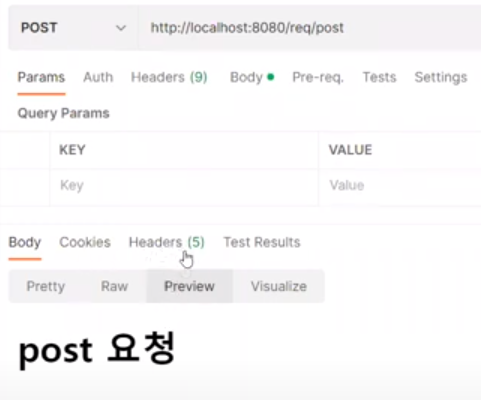 POST http://localhost:8080/req/post
Params Auth Headers (9) Body Pre-req. Tests Settings
Query Params
KEY VALUE
Key Value
Body Cookies Headers (5) Test Results
Pretty Raw Preview Visualize
post 요청